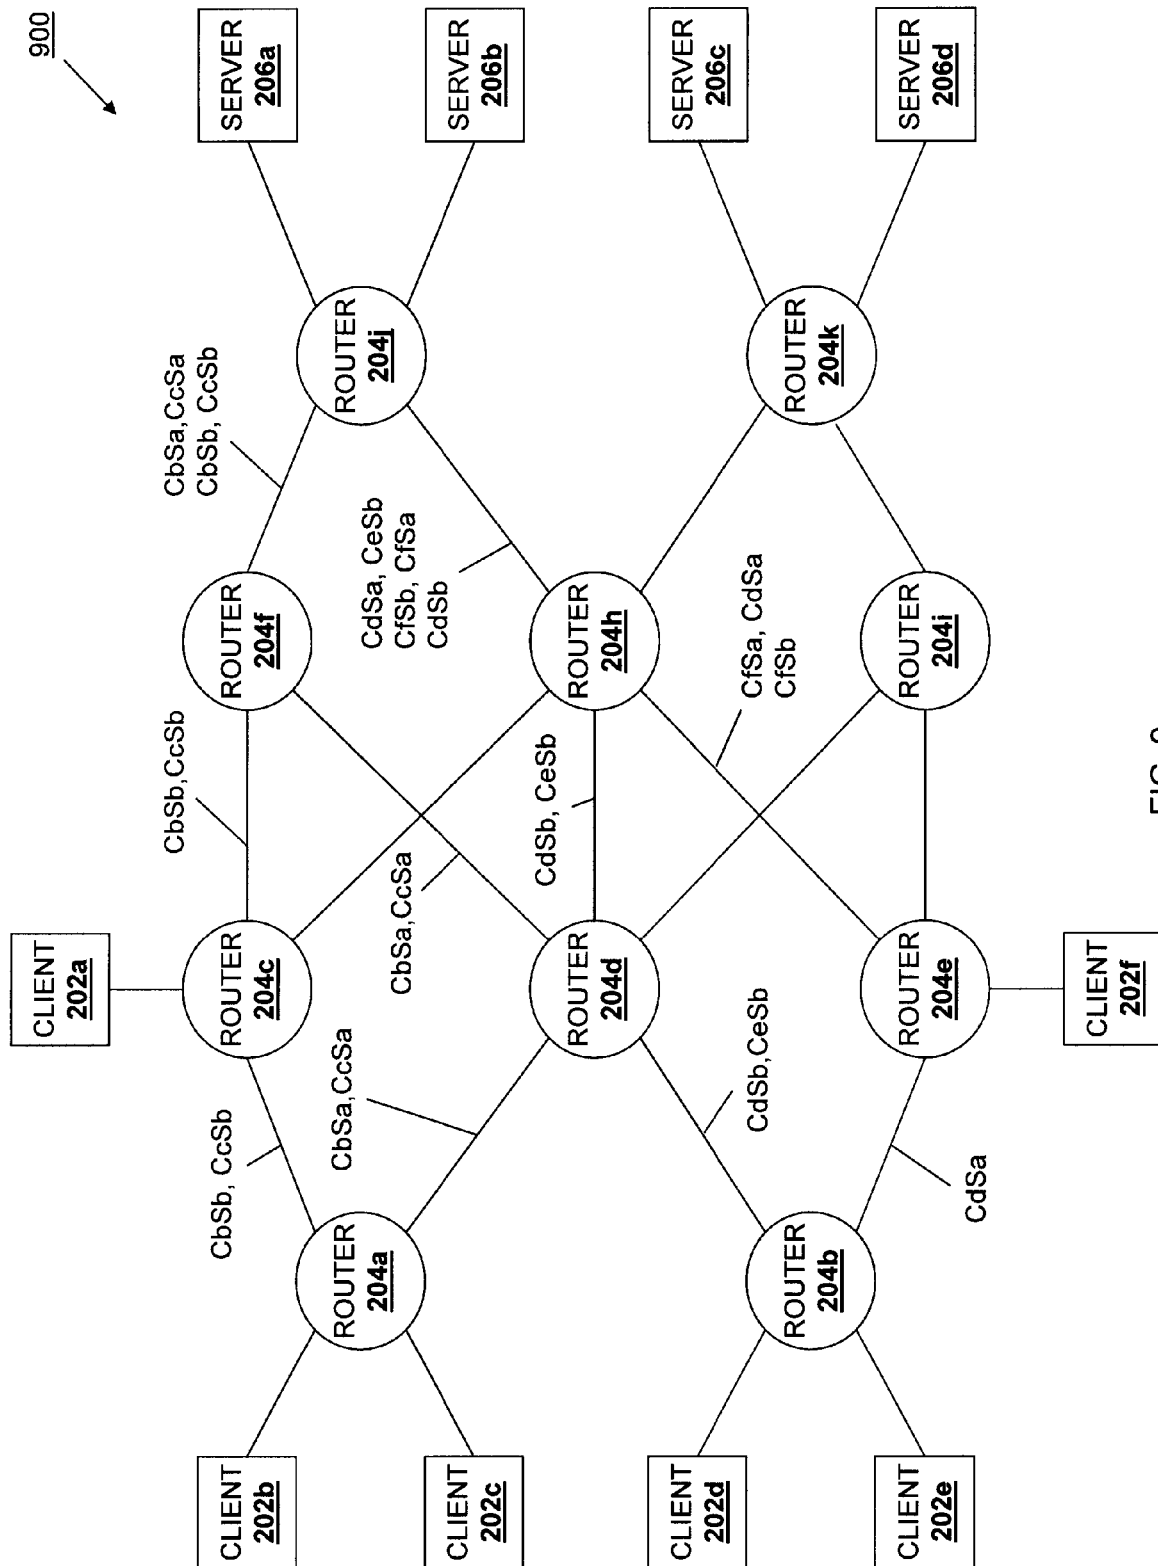 900
CLIENT
202a
CLIENT
202b
CLIENT
202c
CLIENT
202d
CLIENT
202e
CLIENT
202f
ROUTER
204a
ROUTER
204b
ROUTER
204c
ROUTER
204d
ROUTER
204e
ROUTER
204f
ROUTER
204h
ROUTER
204i
ROUTER
204j
ROUTER
204k
SERVER
206a
SERVER
206b
SERVER
206c
SERVER
206d
CbSb, CcSb
CbSa,CcSa
CdSb,CeSb
CdSa
CbSb,CcSb
CbSa,CcSa
CdSb, CeSb
CfSa, CdSa
CfSb
CbSa,CcSa
CbSb, CcSb
CdSa, CeSb
CfSb, CfSa
CdSb